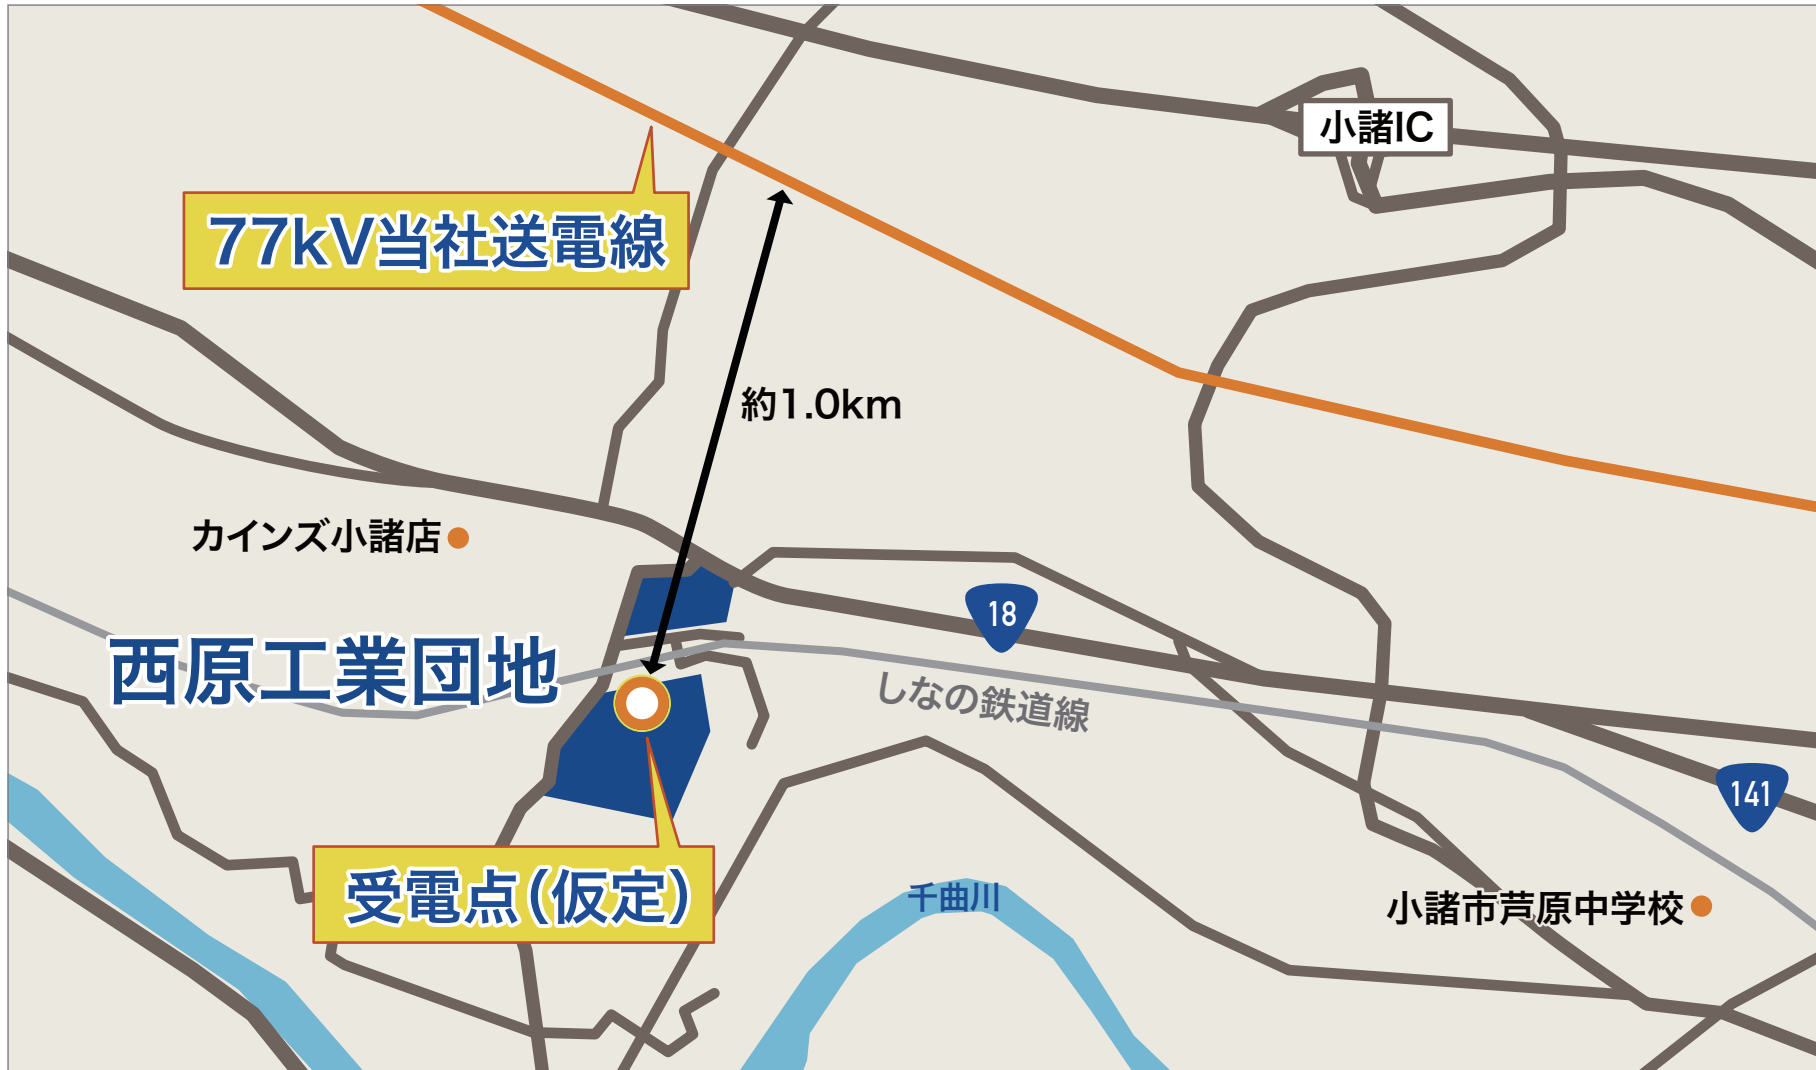 小諸IC
77kV当社送電線
約1.0km
カインズ小諸店
18
西原工業団地
しなの鉄道線
141
受電点(仮定)
千曲川
小諸市芦原中学校